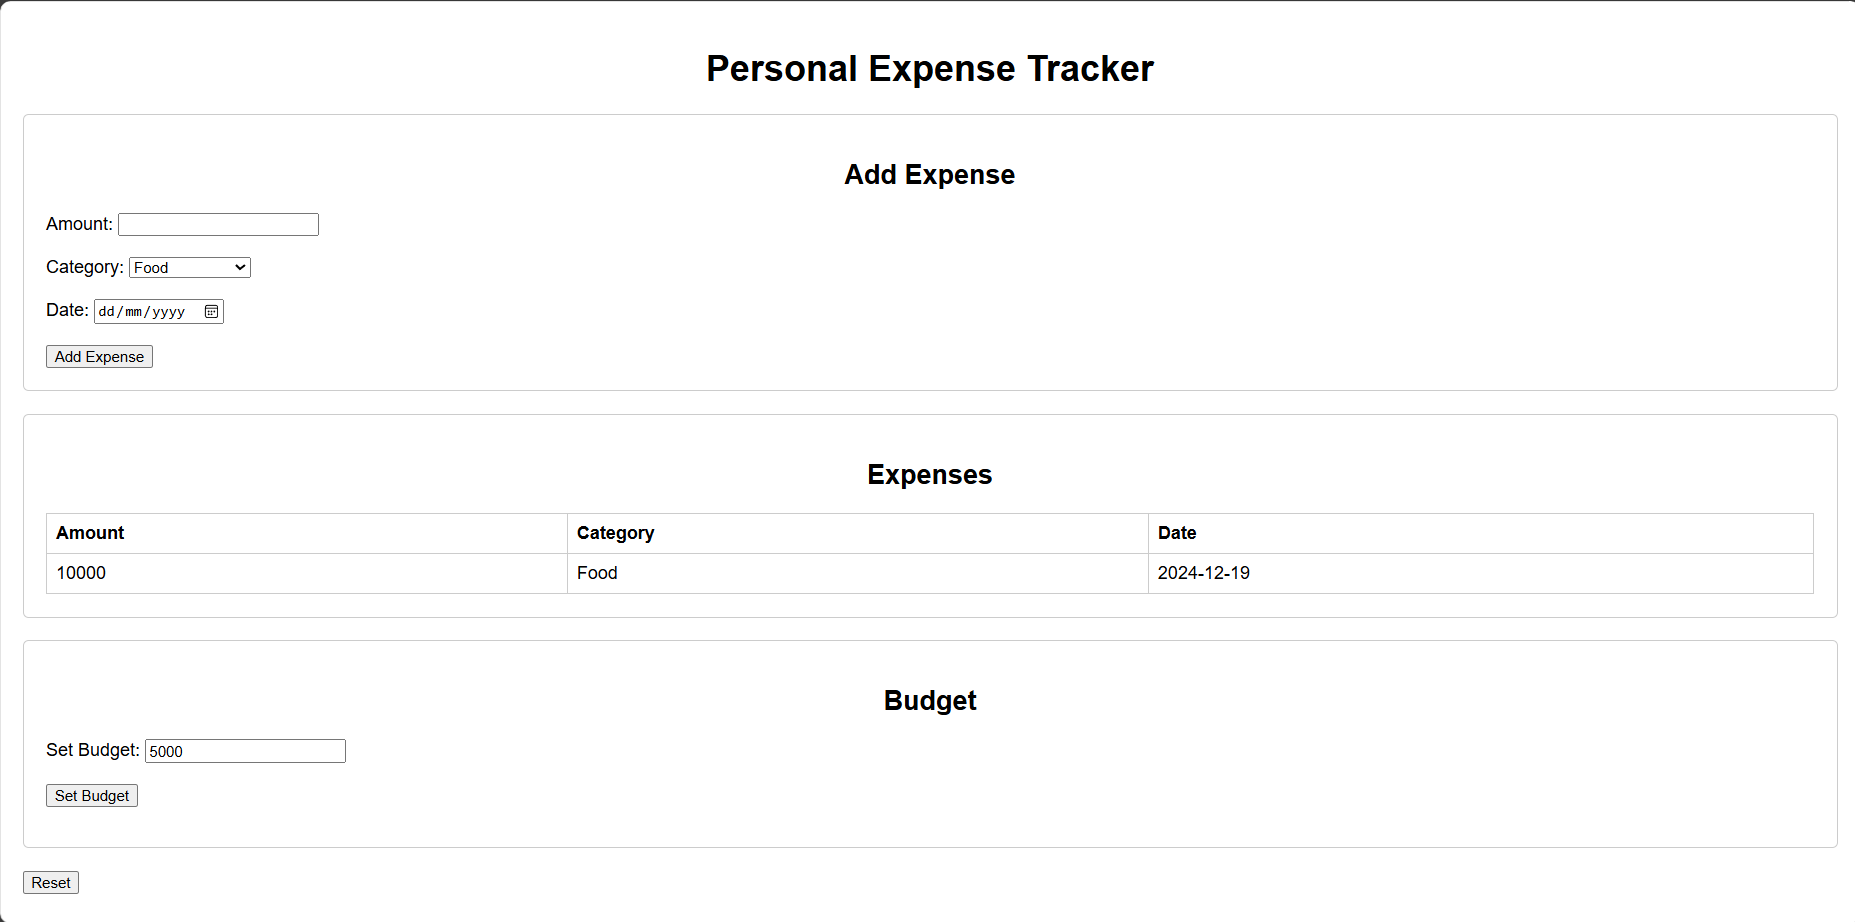 Personal Expense Tracker
Add Expense
Amount:
Category: Food
Date: dd/mm/yyyy
Add Expense
Expenses
Amount Category Date
10000 Food 2024-12-19
Budget
Set Budget: 5000
Set Budget
Reset